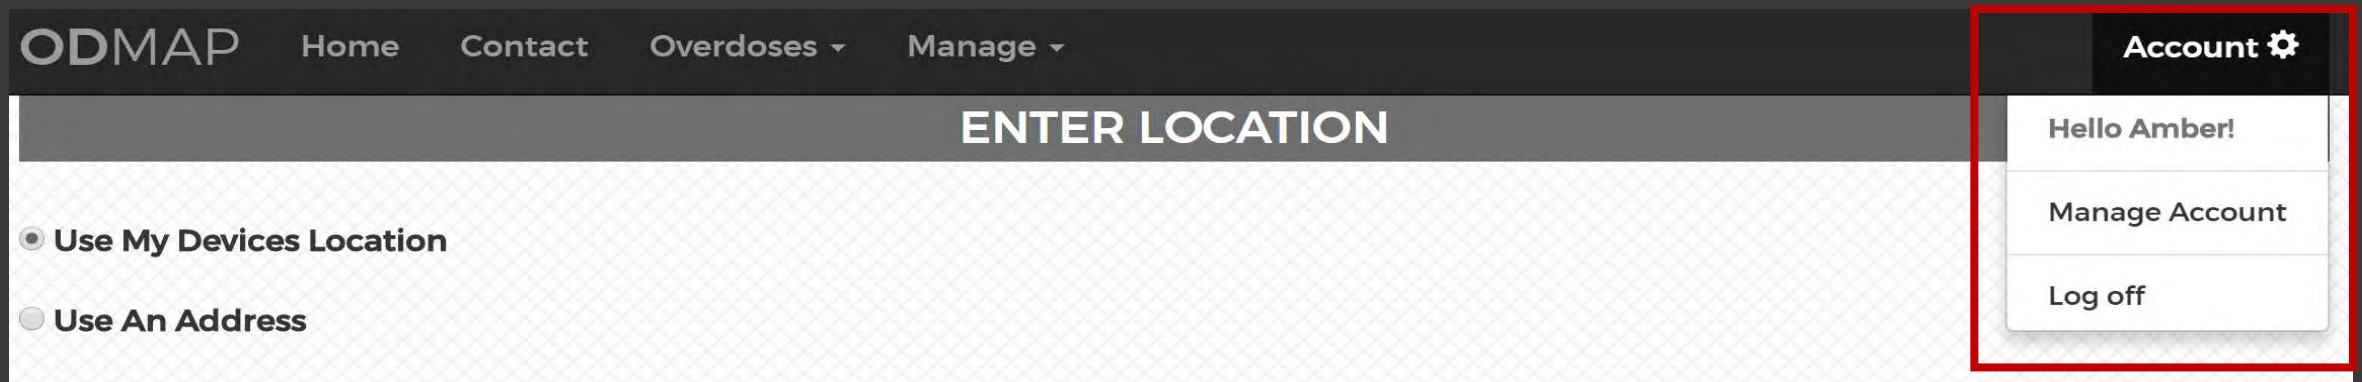 ODMAP Home Contact Overdoses Manage Account
ENTER LOCATION
Hello Amber!
Manage Account
Log off
Use My Devices Location
Use An Address